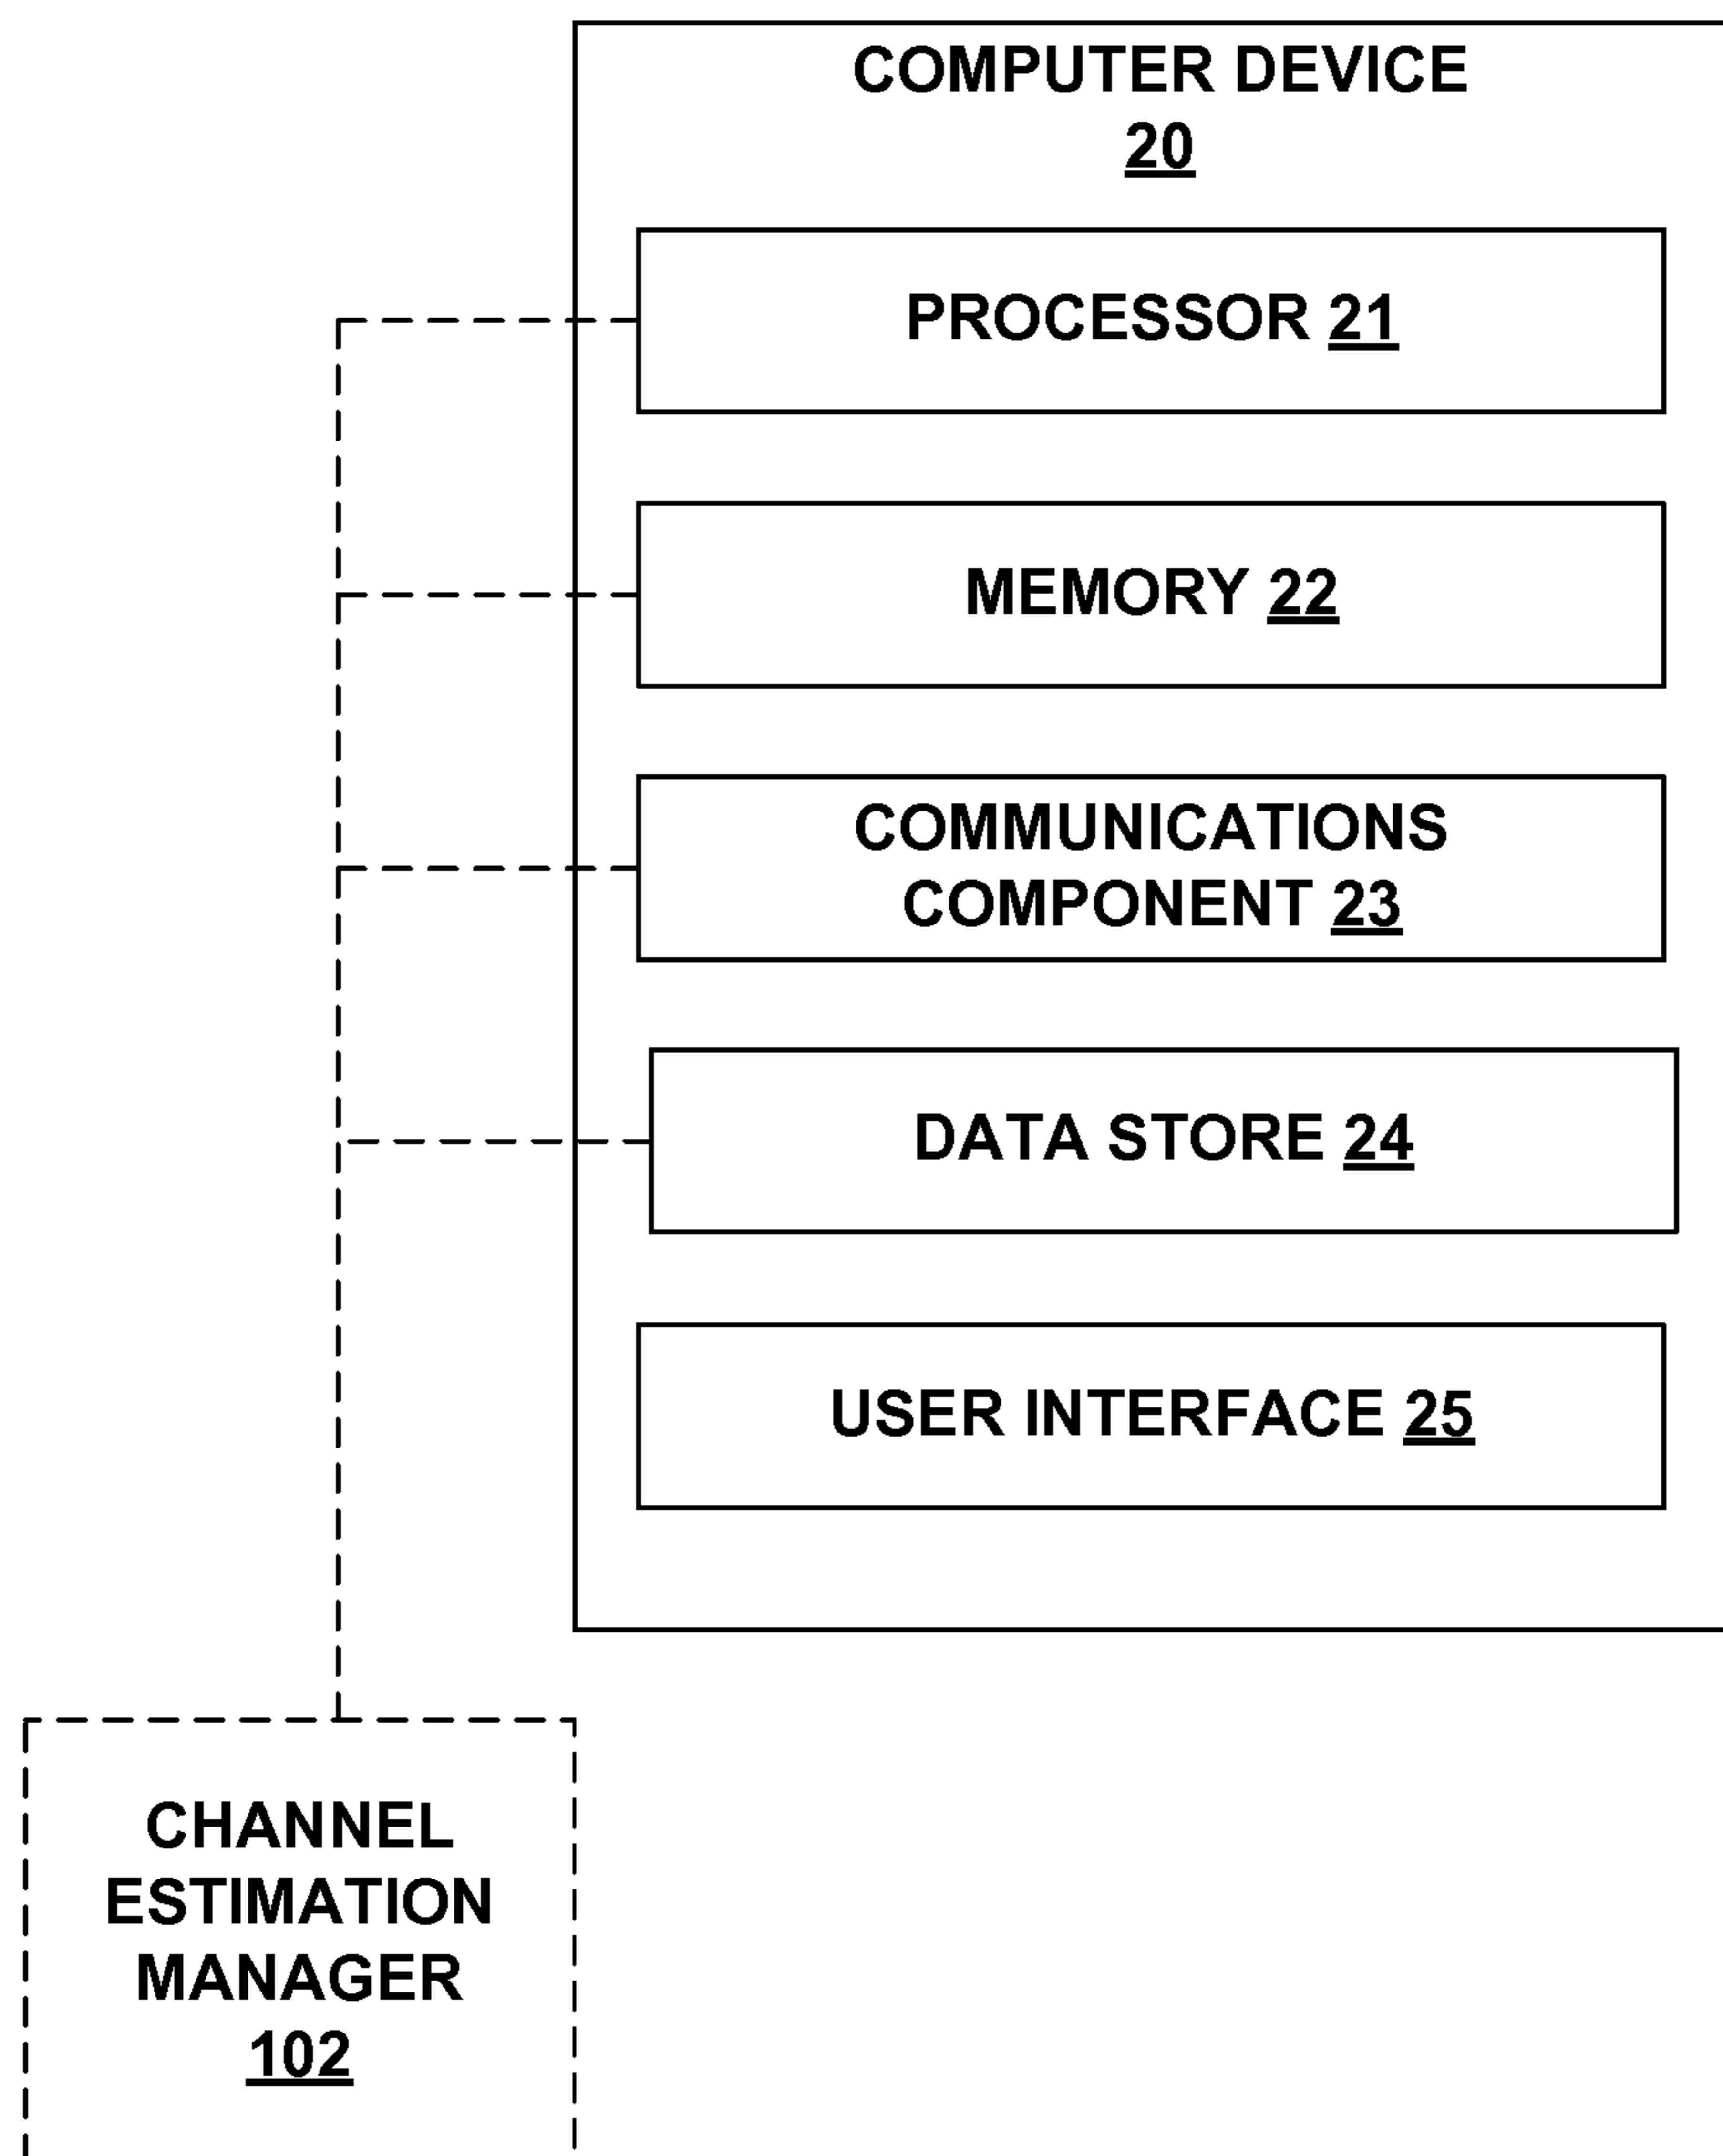 COMPUTER DEVICE
20
PROCESSOR 21
MEMORY 22
COMMUNICATIONS
COMPONENT 23
DATA STORE 24
USER INTERFACE 25
CHANNEL
ESTIMATION
MANAGER
102